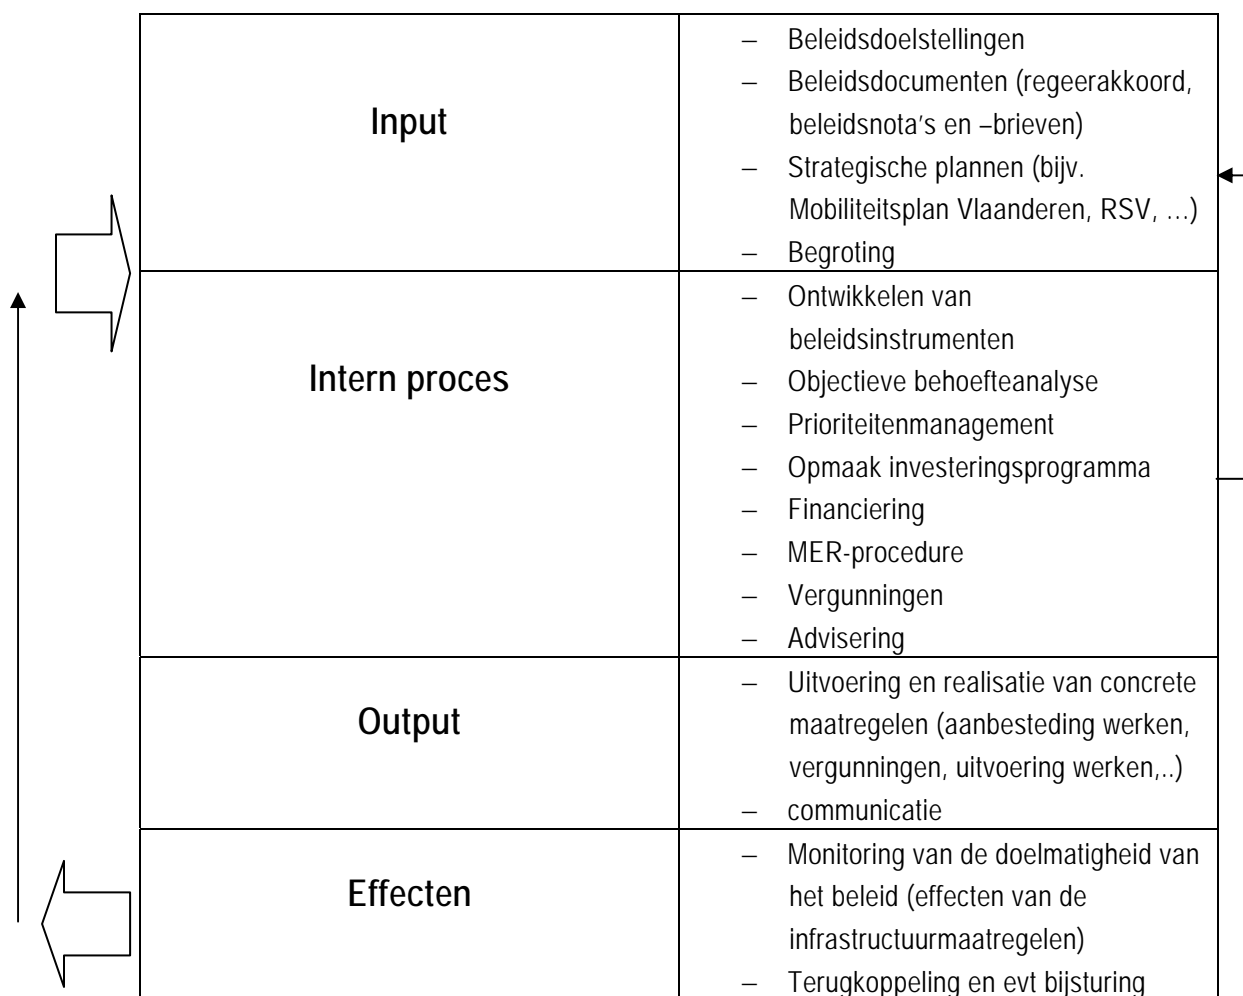 Input
– Beleidsdoelstellingen
– Beleidsdocumenten (regeerakkoord,
beleidsnota's en –brieven)
– Strategische plannen (bijv.
Mobiliteitsplan Vlaanderen, RSV, …)
– Begroting
Intern proces
– Ontwikkelen van
beleidsinstrumenten
– Objectieve behoefteanalyse
– Prioriteitenmanagement
– Opmaak investeringsprogramma
– Financiering
– MER-procedure
– Vergunningen
– Advisering
Output
– Uitvoering en realisatie van concrete
maatregelen (aanbesteding werken,
vergunningen, uitvoering werken,..)
– communicatie
Effecten
– Monitoring van de doelmatigheid van
het beleid (effecten van de
infrastructuurmaatregelen)
– Terugkoppeling en evt bijsturing